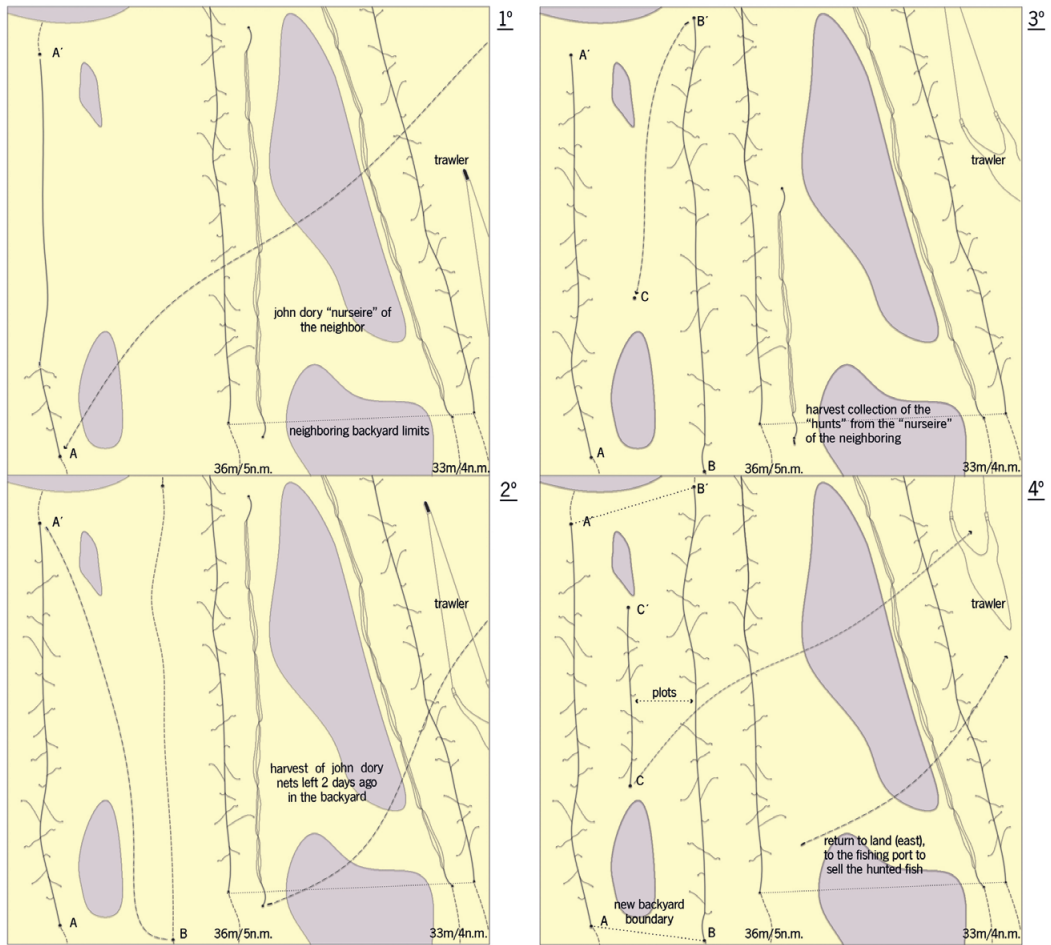 1º
A´
trawler
john dory “nurseire” of
the neighbor
neighboring backyard limits
A
36m/5n.m.
33m/4n.m.
2º
A´
trawler
harvest of john dory
nets left 2 days ago
in the backyard
A
B
36m/5n.m.
33m/4n.m.
3º
B´
A´
trawler
C
harvest collection of the
“hunts” from the “nurseire”
of the neighboring
A
B
36m/5n.m.
33m/4n.m.
4º
B´
A´
trawler
C´
plots
C
return to land (east),
to the fishing port to
sell the hunted fish
new backyard
boundary
A
B
36m/5n.m.
33m/4n.m.